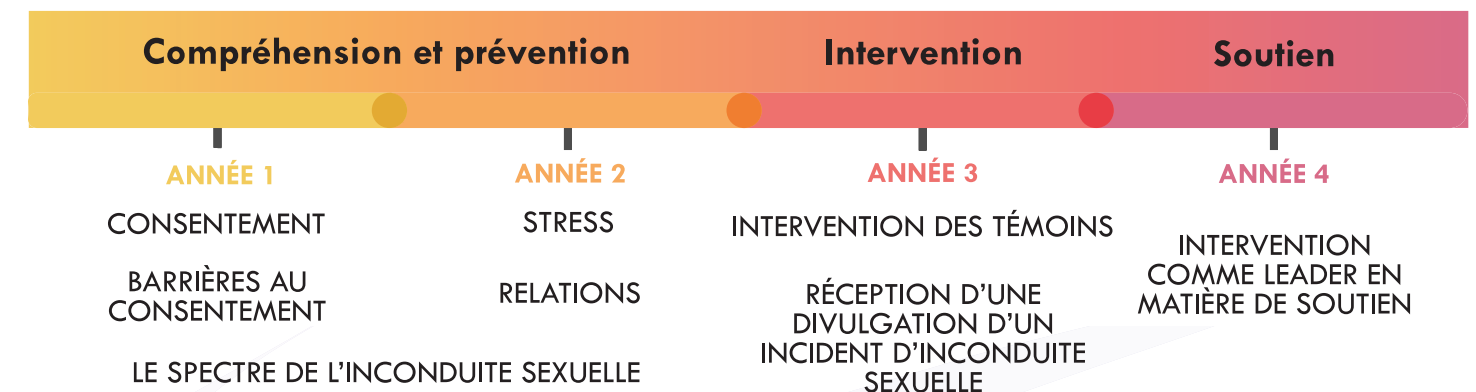 Compréhension et prévention
Intervention
Soutien
ANNÉE 1
CONSENTEMENT
BARRIÈRES AU
CONSENTEMENT
ANNÉE 2
STRESS
RELATIONS
LE SPECTRE DE L'INCONDUITE SEXUELLE
ANNÉE 3
INTERVENTION DES TÉMOINS
RÉCEPTION D'UNE
DIVULGATION D'UN
INCIDENT D'INCONDUITE
SEXUELLE
ANNÉE 4
INTERVENTION
COMME LEADER EN
MATIÈRE DE SOUTIEN